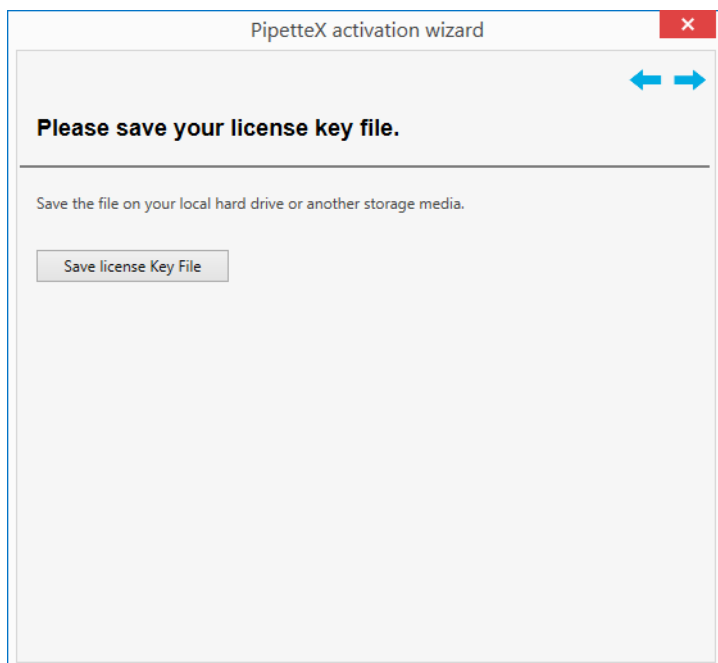 PipetteX activation wizard
Please save your license key file.
Save the file on your local hard drive or another storage media.
Save license Key File